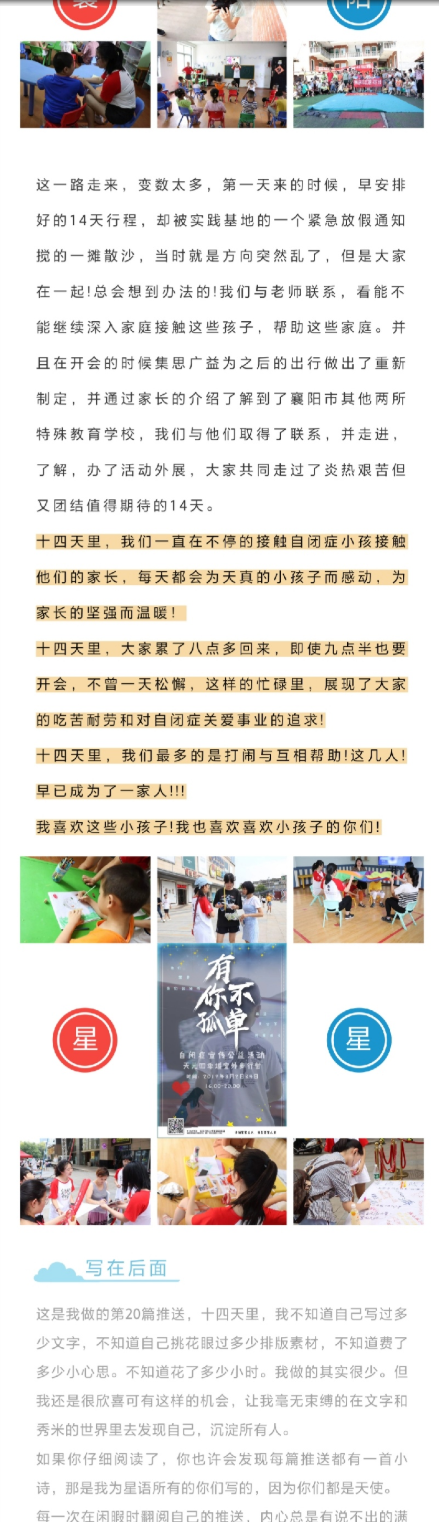 襄
阳
这一路走来，变数太多，第一天来的时候，早安排
好的14天行程，却被实践基地的一个紧急放假通知
搅的一摊散沙，当时就是方向突然乱了，但是大家
在一起!总会想到办法的!我们与老师联系，看能不
能继续深入家庭接触这些孩子，帮助这些家庭。并
且在开会的时候集思广益为之后的出行做出了重新
制定，并通过家长的介绍了解到了襄阳市其他两所
特殊教育学校，我们与他们取得了联系，并走进，
了解，办了活动外展，大家共同走过了炎热艰苦但
又团结值得期待的14天。
十四天里，我们一直在不停的接触自闭症小孩接触
他们的家长，每天都会为天真的小孩子而感动，为
家长的坚强而温暖！
十四天里，大家累了八点多回来，即使九点半也要
开会，不曾一天松懈，这样的忙碌里，展现了大家
的吃苦耐劳和对自闭症关爱事业的追求!
十四天里，我们最多的是打闹与互相帮助!这几人!
早已成为了一家人!!!
我喜欢这些小孩子!我也喜欢喜欢小孩子的你们!
有
你不
孤单
自闭症宣传公益活动
星
星
写在后面
这是我做的第20篇推送，十四天里，我不知道自己写过多
少文字，不知道自己挑花眼过多少排版素材，不知道费了
多少小心思。不知道花了多少小时。我做的其实很少。但
我还是很欣喜可有这样的机会，让我毫无束缚的在文字和
秀米的世界里去发现自己，沉淀所有人。
如果你仔细阅读了，你也许会发现每篇推送都有一首小
诗，那是我为星语所有的你们写的，因为你们都是天使。
每一次在闲暇时翻阅自己的推送，内心总是有说不出的满